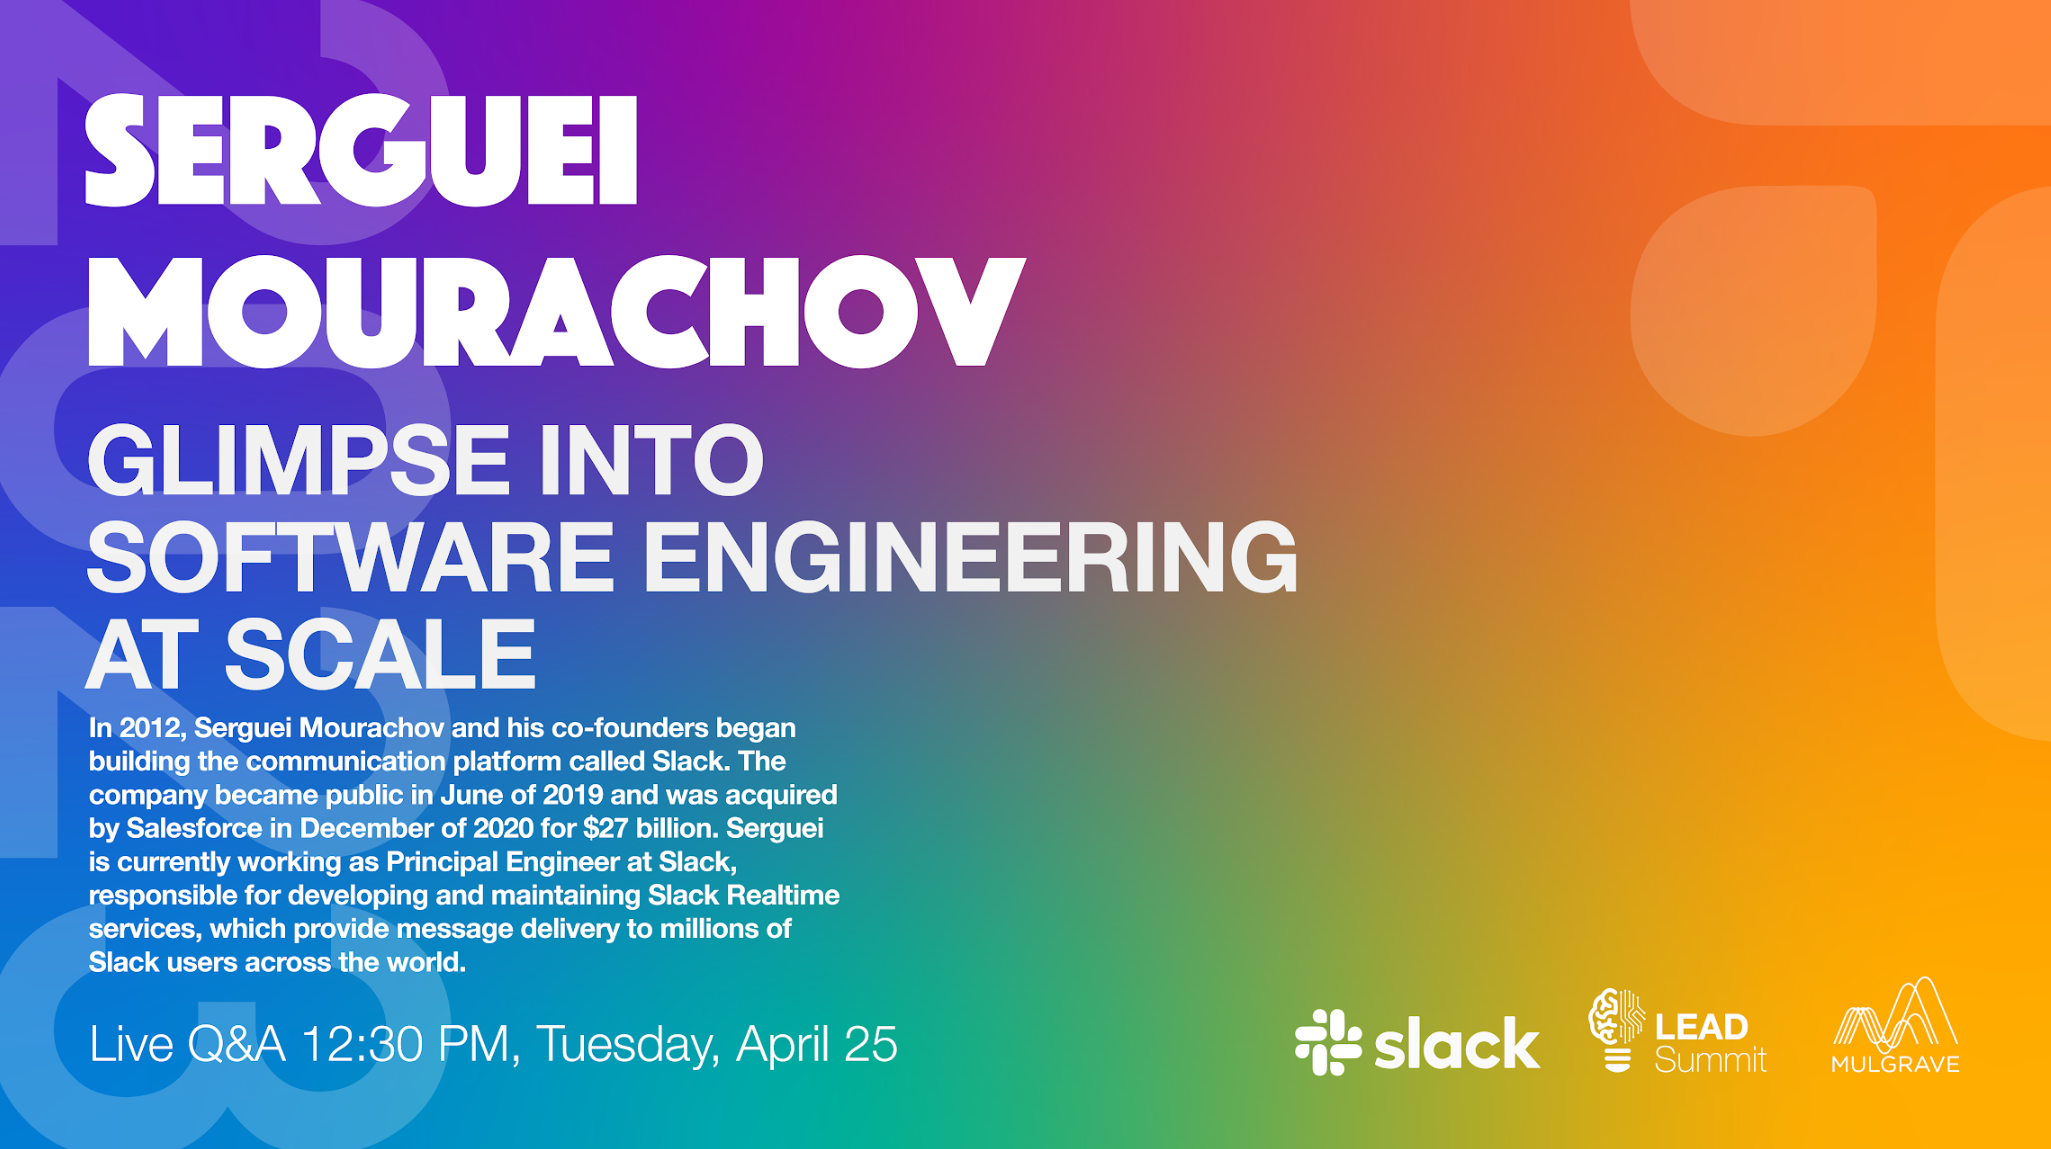 2023
SERGUEI
MOURACHOV
GLIMPSE INTO
SOFTWARE ENGINEERING
AT SCALE
In 2012, Serguei Mourachov and his co-founders began
building the communication platform called Slack. The
company became public in June of 2019 and was acquired
by Salesforce in December of 2020 for $27 billion. Serguei
is currently working as Principal Engineer at Slack,
responsible for developing and maintaining Slack Realtime
services, which provide message delivery to millions of
Slack users across the world.
Live Q&A 12:30 PM, Tuesday, April 25
slack
LEAD
Summit
MULGRAVE